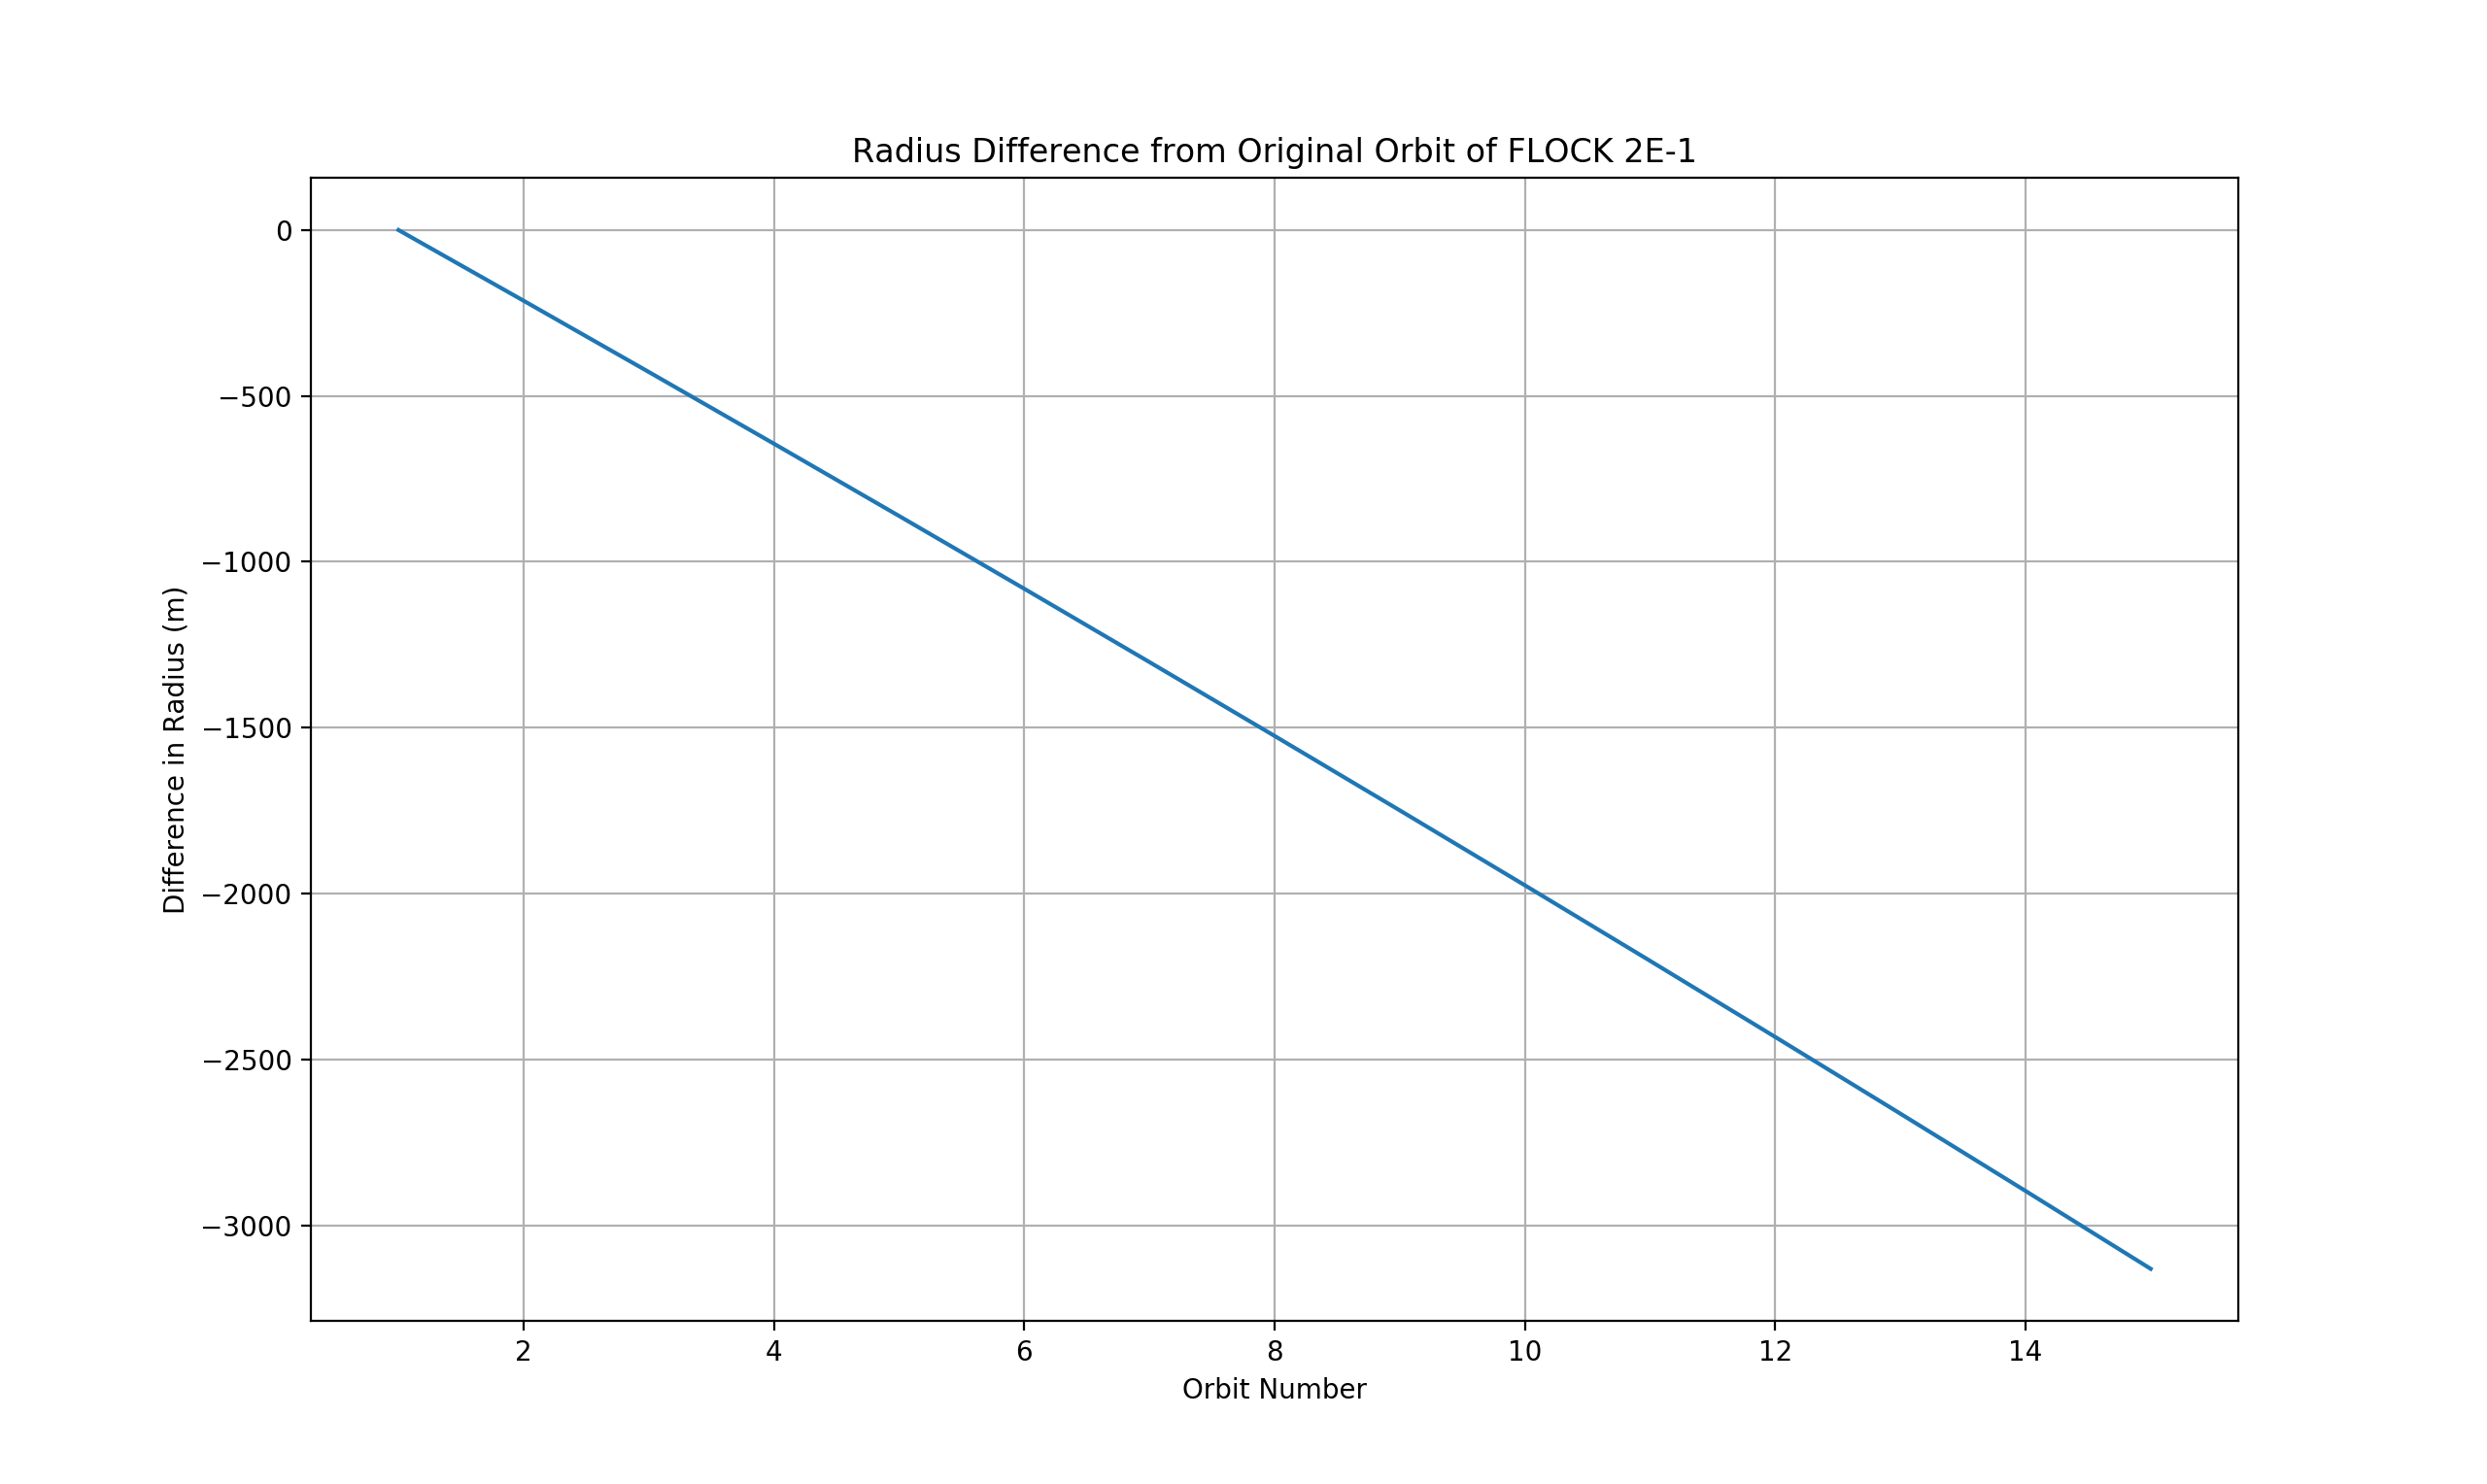 Radius Difference from Original Orbit of FLOCK 2E-1
Difference in Radius (m)
0
−500
−1000
−1500
−2000
−2500
−3000
2 4 6 8 10 12 14
Orbit Number